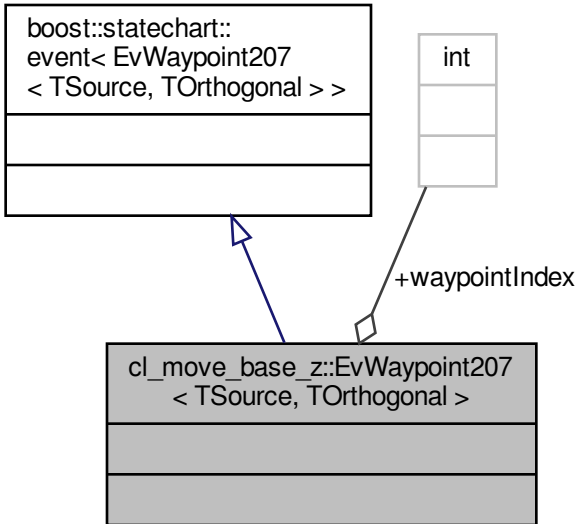 boost::statechart::
event< EvWaypoint207
< TSource, TOrthogonal > >
int
+waypointIndex
cl_move_base_z::EvWaypoint207
< TSource, TOrthogonal >